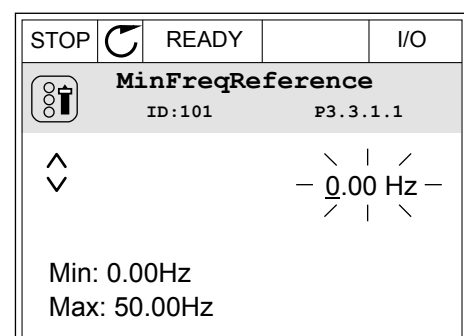 STOP READY I/O
MinFreqReference
ID:101 P3.3.1.1
0.00 Hz
Min: 0.00Hz
Max: 50.00Hz